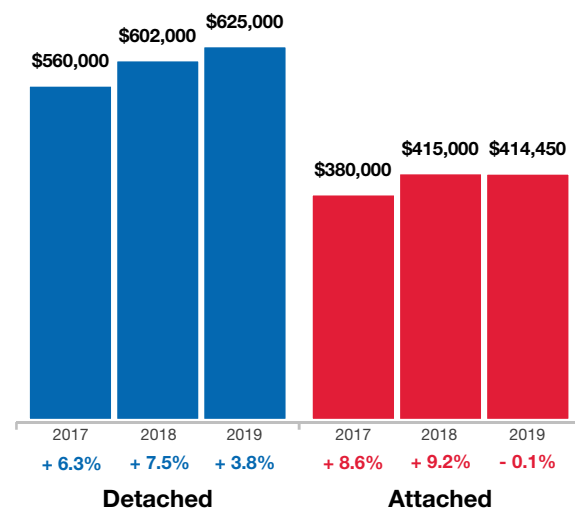 $560,000
$602,000
$625,000
$380,000
$415,000
$414,450
2017 2018 2019 2017 2018 2019
+ 6.3% + 7.5% + 3.8% + 8.6% + 9.2% - 0.1%
Detached Attached